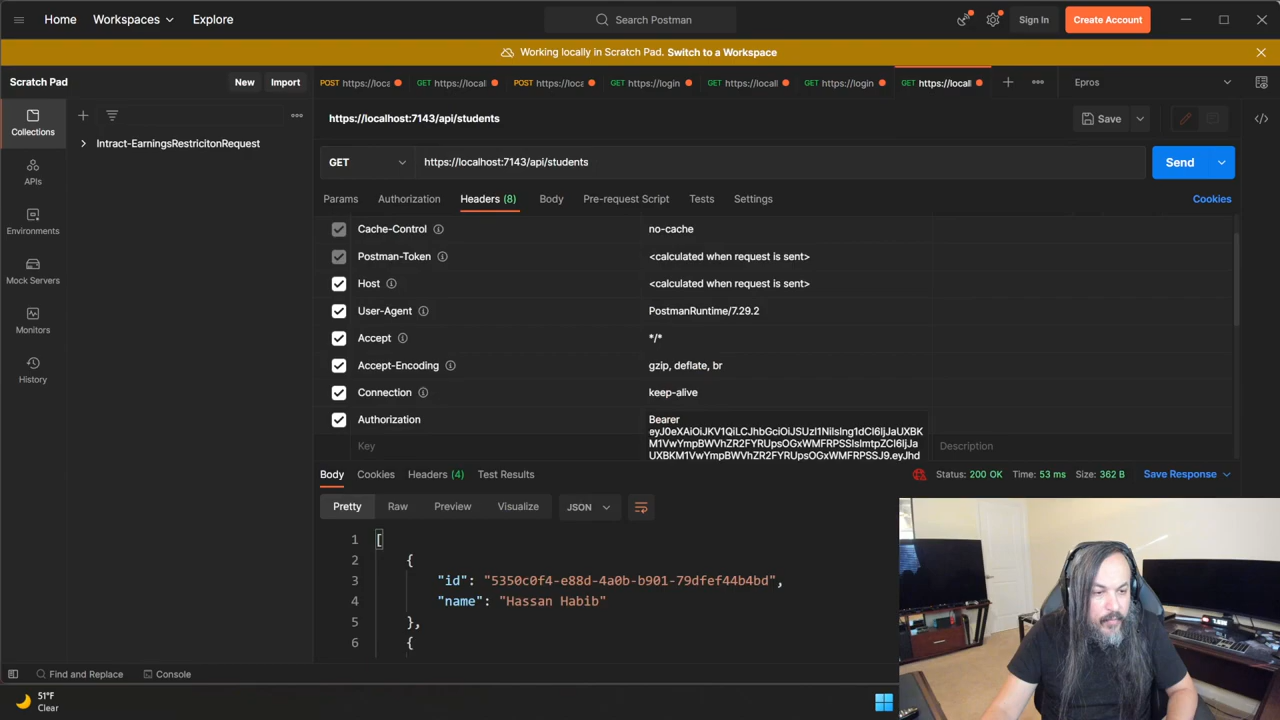 Home Workspaces Explore Search Postman Sign In Create Account
Working locally in Scratch Pad. Switch to a Workspace
Scratch Pad New Import POST https://loca GET https://locall POST https://loca GET https://login GET https://locall GET https://login GET https://locall Epros
Collections
APIs
Environments
Mock Servers
Monitors
History
Intract-EarningsRestricitonRequest
https://localhost:7143/api/students Save
GET https://localhost:7143/api/students Send
Params Authorization Headers (8) Body Pre-request Script Tests Settings Cookies
Cache-Control no-cache
Postman-Token <calculated when request is sent>
Host <calculated when request is sent>
User-Agent PostmanRuntime/7.29.2
Accept */*
Accept-Encoding gzip, deflate, br
Connection keep-alive
Authorization Bearer
Key Description
Body Cookies Headers (4) Test Results Status: 200 OK Time: 53 ms Size: 362 B Save Response
Pretty Raw Preview Visualize JSON
1 [
2 {
3 "id": "5350c0f4-e88d-4a0b-b901-79dfef44b4bd",
4 "name": "Hassan Habib"
5 },
6 {
Find and Replace Console
51°F
Clear